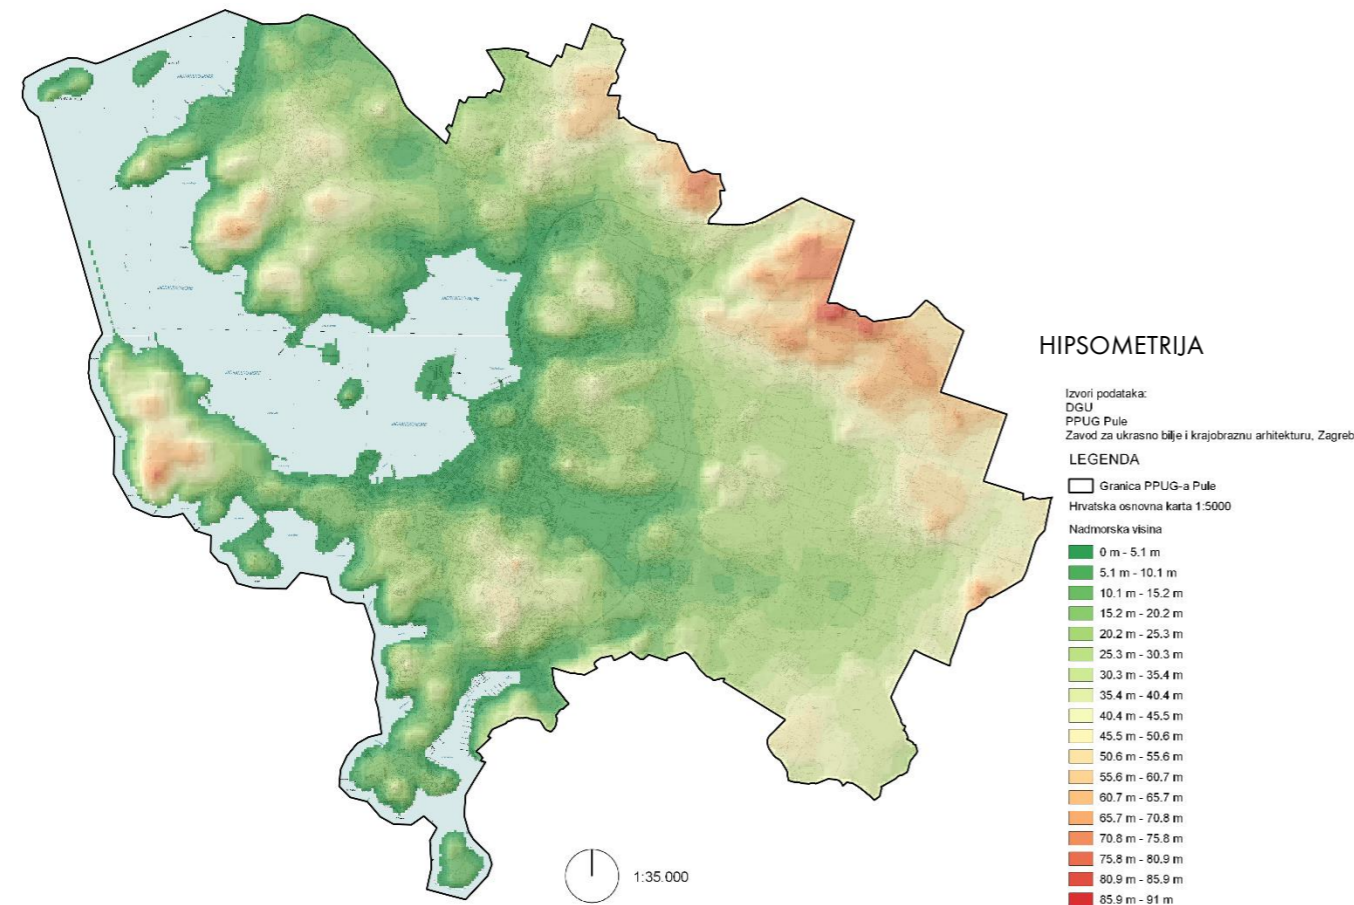 HIPSOMETRIJA
Izvori podataka:
DGU
PPUG Pule
Zavod za ukrasno bilje i krajobraznu arhitekturu, Zagreb
LEGENDA
Granica PPUG-a Pule
Hrvatska osnovna karta 1:5000
Nadmorska visina
0 m - 5.1 m
5.1 m - 10.1 m
10.1 m - 15.2 m
15.2 m - 20.2 m
20.2 m - 25.3 m
25.3 m - 30.3 m
30.3 m - 35.4 m
35.4 m - 40.4 m
40.4 m - 45.5 m
45.5 m - 50.6 m
50.6 m - 55.6 m
55.6 m - 60.7 m
60.7 m - 65.7 m
65.7 m - 70.8 m
70.8 m - 75.8 m
75.8 m - 80.9 m
80.9 m - 85.9 m
85.9 m - 91 m
1:35.000